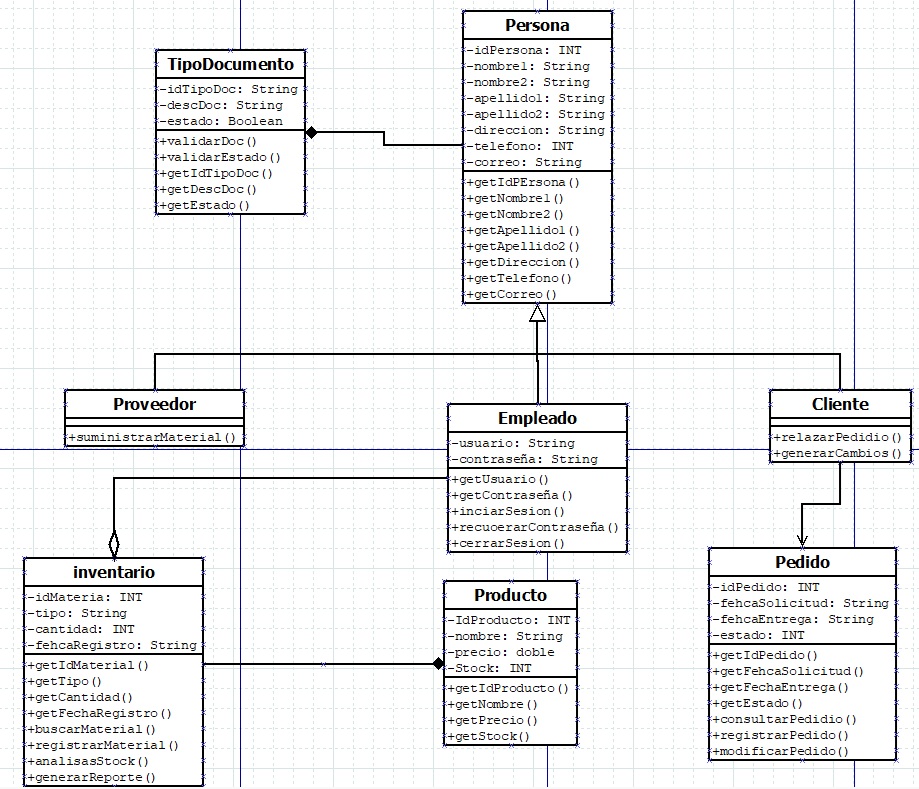 Persona
-idPersona: INT
-nombre1: String
-nombre2: String
-apellido1: String
-apellido2: String
-direccion: String
-telefono: INT
-correo: String
+getIdPErsona()
+getNombre1()
+getNombre2()
+getApellido1()
+getApellido2()
+getDireccion()
+getTelefono()
+getCorreo()
TipoDocumento
-idTipoDoc: String
-descDoc: String
-estado: Boolean
+validarDoc()
+validarEstado()
+getIdTipoDoc()
+getDescDoc()
+getEstado()
Proveedor
+suministrarMaterial()
Empleado
-usuario: String
-contraseña: String
+getUsuario()
+getContraseña()
+inciarSesion()
+recuoerarContraseña()
+cerrarSesion()
Cliente
+relazarPedidio()
+generarCambios()
inventario
-idMateria: INT
-tipo: String
-cantidad: INT
-fehcaRegistro: String
+getIdMaterial()
+getTipo()
+getCantidad()
+getFechaRegistro()
+buscarMaterial()
+registrarMaterial()
+analisasStock()
+generarReporte()
Producto
-IdProducto: INT
-nombre: String
-precio: doble
-Stock: INT
+getIdProducto()
+getNombre()
+getPrecio()
+getStock()
Pedido
-idPedido: INT
-fehcaSolicitud: String
-fehcaEntrega: String
-estado: INT
+getIdPedido()
+getFehcaSolicitud()
+getFechaEntrega()
+getEstado()
+consultarPedidio()
+registrarPedido()
+modificarPedido()